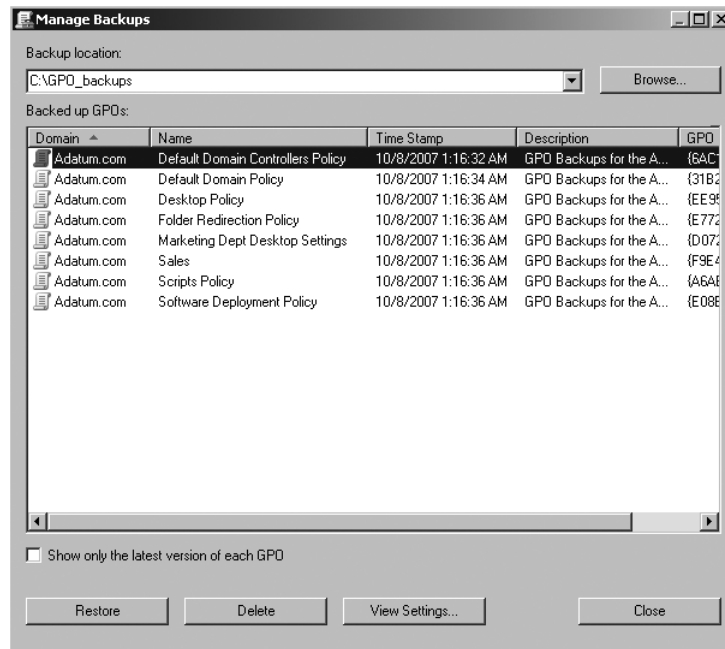 Manage Backups
Backup location:
C:\GPO_backups
Browse...
Backed up GPOs:
Domain Name Time Stamp Description GPO
Adatum.com Default Domain Controllers Policy 10/8/2007 1:16:32 AM GPO Backups for the A... {6AC
Adatum.com Default Domain Policy 10/8/2007 1:16:34 AM GPO Backups for the A... {31B2
Adatum.com Desktop Policy 10/8/2007 1:16:36 AM GPO Backups for the A... {EE95
Adatum.com Folder Redirection Policy 10/8/2007 1:16:36 AM GPO Backups for the A... {E772
Adatum.com Marketing Dept Desktop Settings 10/8/2007 1:16:36 AM GPO Backups for the A... {D072
Adatum.com Sales 10/8/2007 1:16:36 AM GPO Backups for the A... {F9E4
Adatum.com Scripts Policy 10/8/2007 1:16:36 AM GPO Backups for the A... {A6AE
Adatum.com Software Deployment Policy 10/8/2007 1:16:36 AM GPO Backups for the A... {E08E
Show only the latest version of each GPO
Restore Delete View Settings... Close